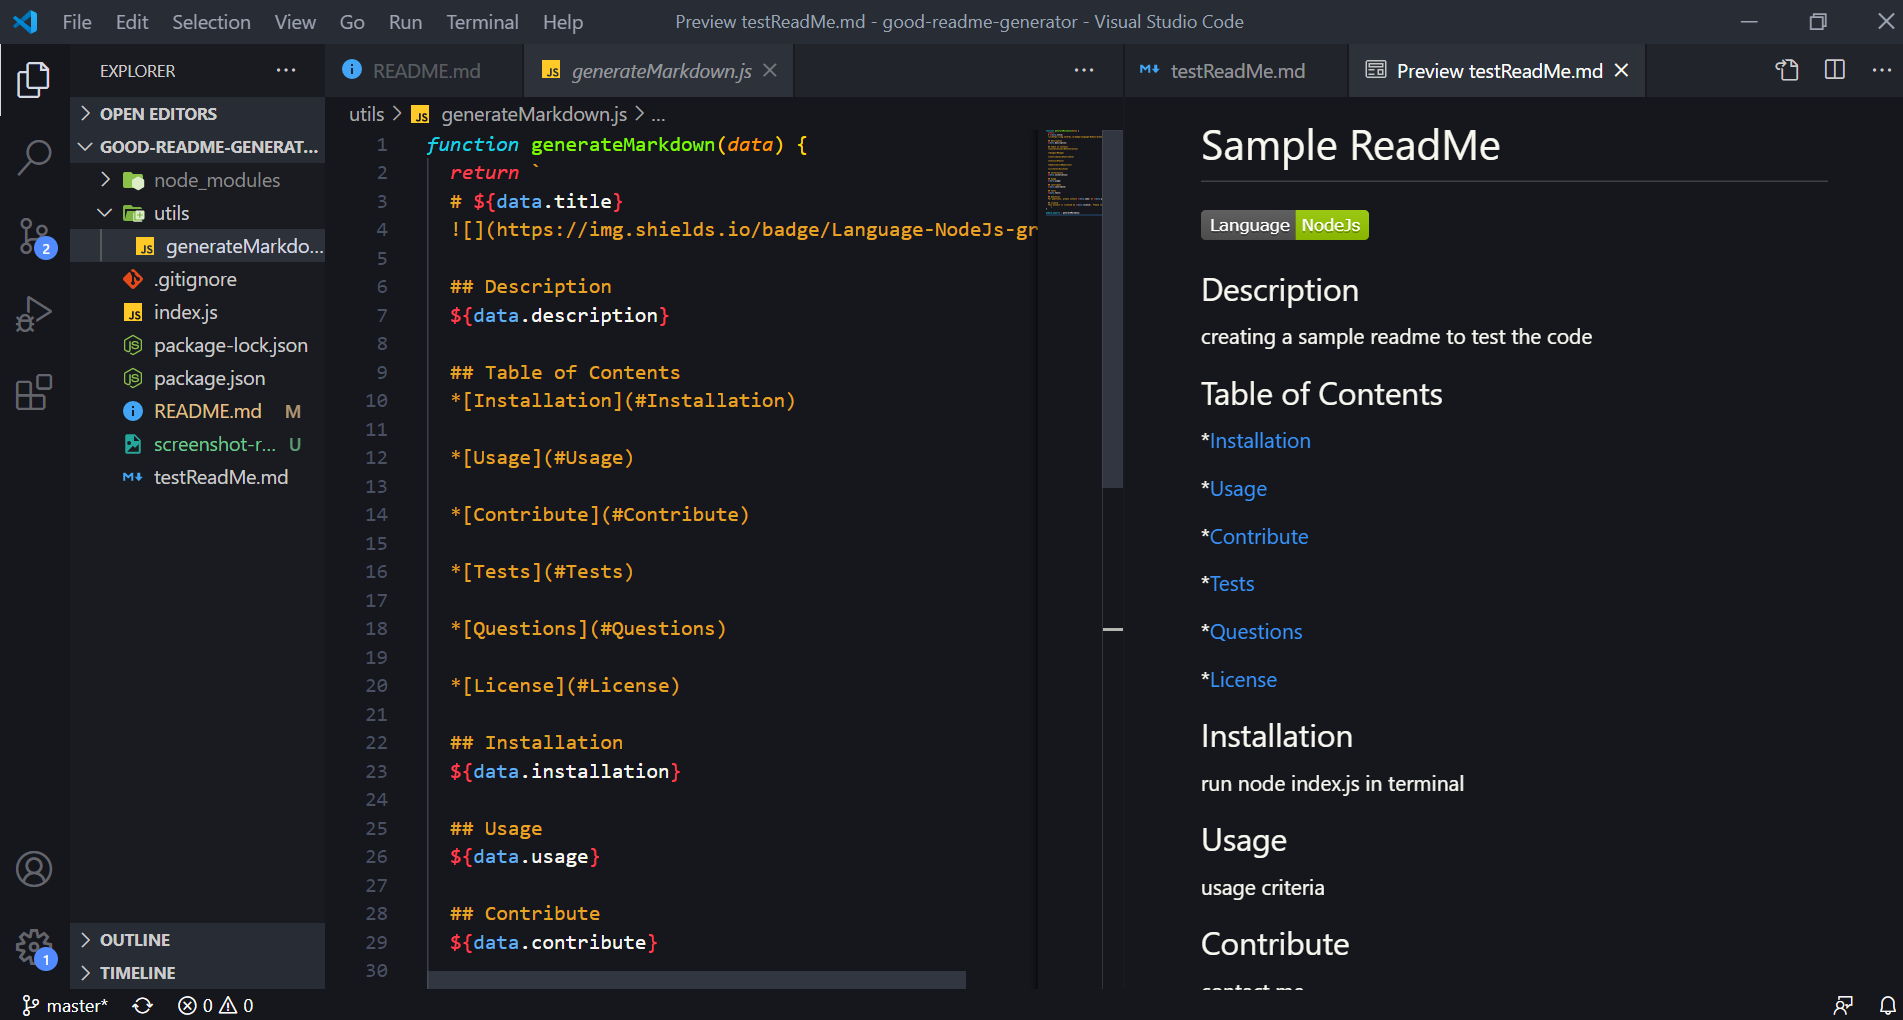 File Edit Selection View Go Run Terminal Help
Preview testReadMe.md - good-readme-generator - Visual Studio Code
EXPLORER
OPEN EDITORS
GOOD-README-GENERAT...
node_modules
utils
JS generateMarkdo...
.gitignore
JS index.js
package-lock.json
package.json
README.md M
screenshot-r... U
testReadMe.md
OUTLINE
TIMELINE
2
1
README.md
JS generateMarkdown.js
utils > JS generateMarkdown.js > ...
1 function generateMarkdown(data) {
2 return `
3 # ${data.title}
4 ![](https://img.shields.io/badge/Language-NodeJs-gr
5
6 ## Description
7 ${data.description}
8
9 ## Table of Contents
10 *[Installation](#Installation)
11
12 *[Usage](#Usage)
13
14 *[Contribute](#Contribute)
15
16 *[Tests](#Tests)
17
18 *[Questions](#Questions)
19
20 *[License](#License)
21
22 ## Installation
23 ${data.installation}
24
25 ## Usage
26 ${data.usage}
27
28 ## Contribute
29 ${data.contribute}
30
testReadMe.md
Preview testReadMe.md
Sample ReadMe
Language NodeJs
Description
creating a sample readme to test the code
Table of Contents
*Installation
*Usage
*Contribute
*Tests
*Questions
*License
Installation
run node index.js in terminal
Usage
usage criteria
Contribute
contact me
master* 0 0